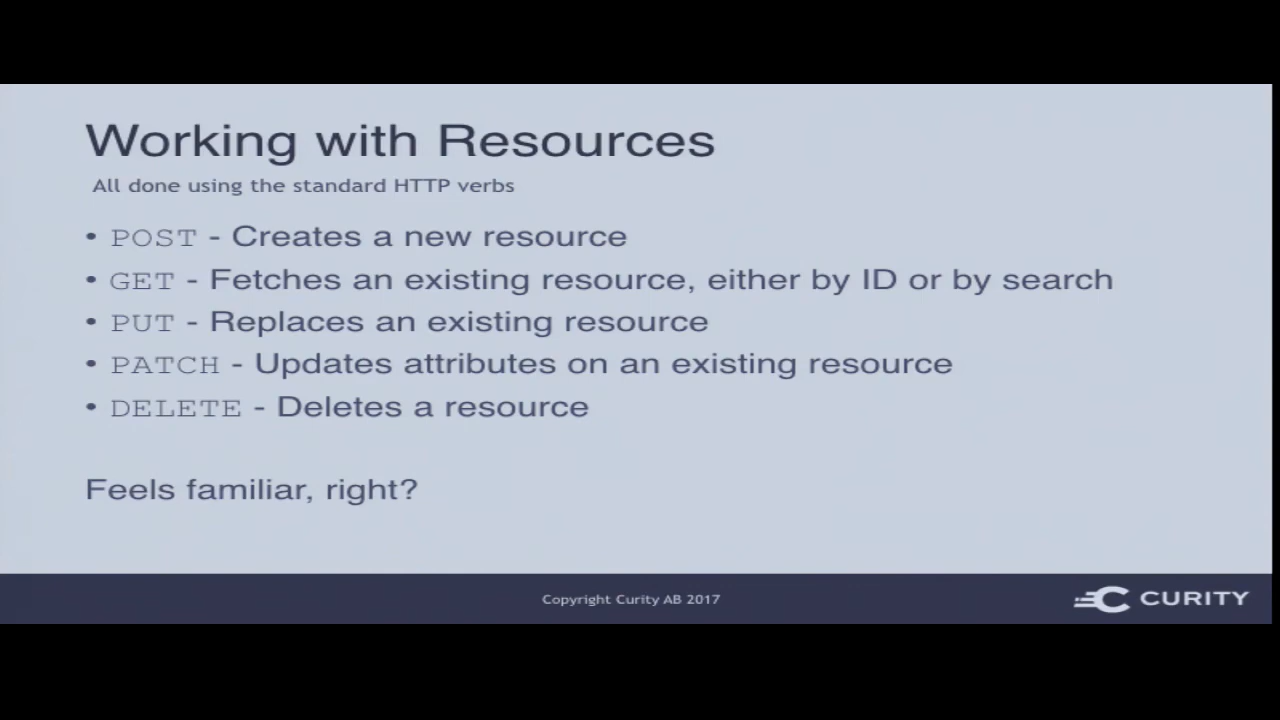 Working with Resources
All done using the standard HTTP verbs
• POST - Creates a new resource
• GET - Fetches an existing resource, either by ID or by search
• PUT - Replaces an existing resource
• PATCH - Updates attributes on an existing resource
• DELETE - Deletes a resource
Feels familiar, right?
Copyright Curity AB 2017
CURITY